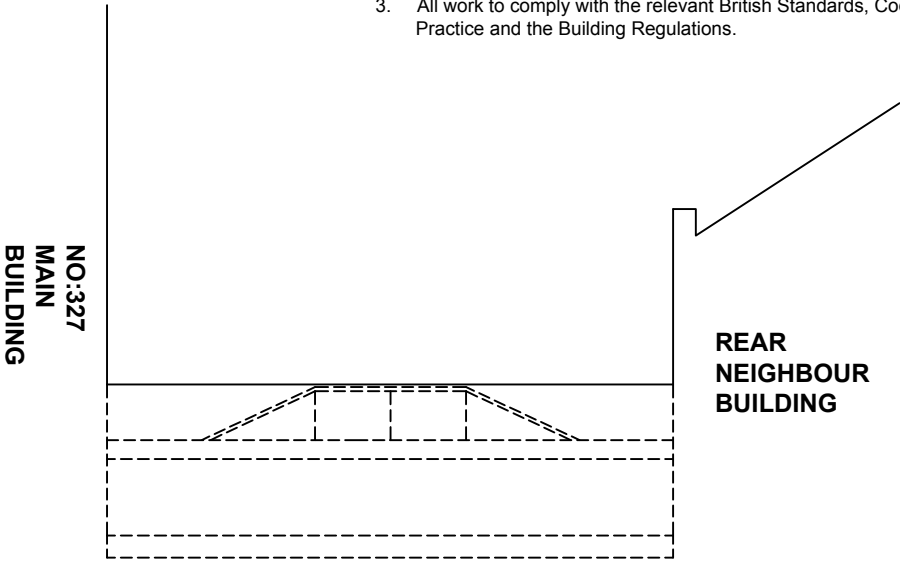 3. All work to comply with the relevant British Standards,
Practice and the Building Regulations.
NO:327
MAIN
BUILDING
REAR
NEIGHBOUR
BUILDING